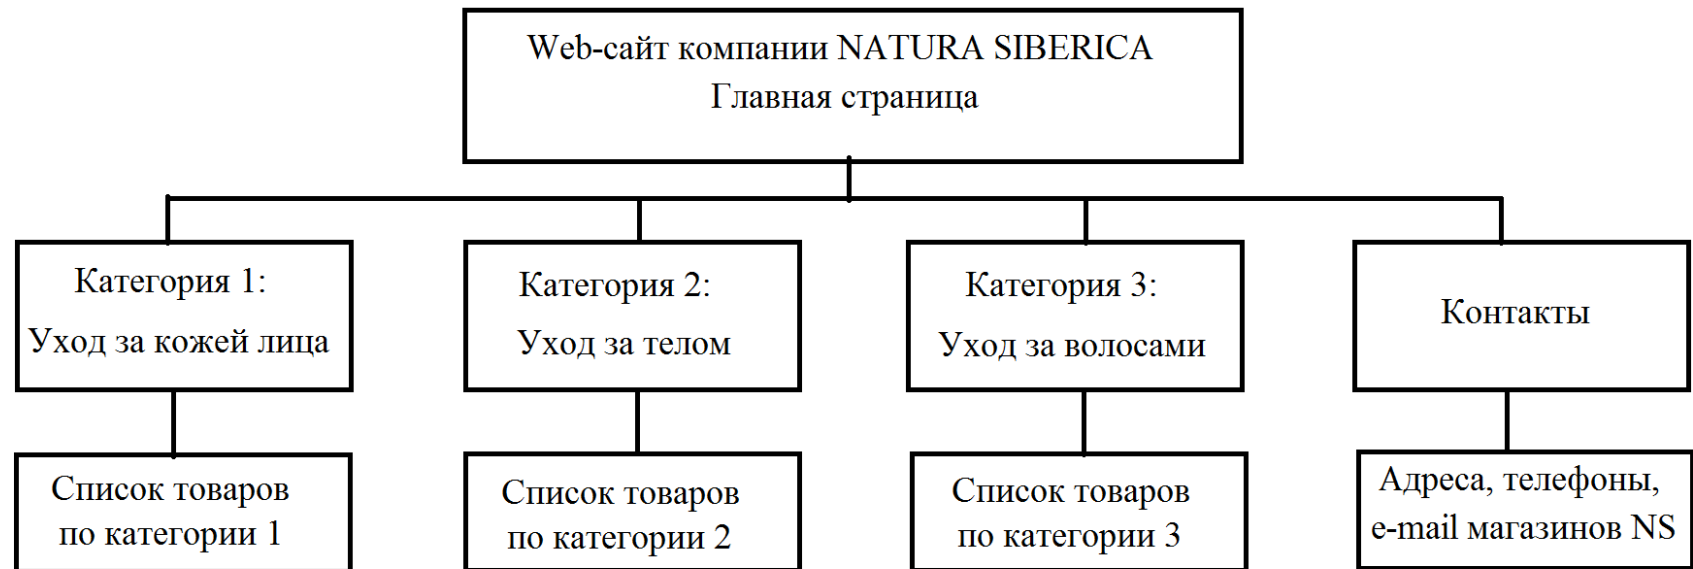 Web-сайт компании NATURA SIBERICA
Главная страница
Категория 1:
Уход за кожей лица
Категория 2:
Уход за телом
Категория 3:
Уход за волосами
Контакты
Список товаров
по категории 1
Список товаров
по категории 2
Список товаров
по категории 3
Адреса, телефоны,
e-mail магазинов NS